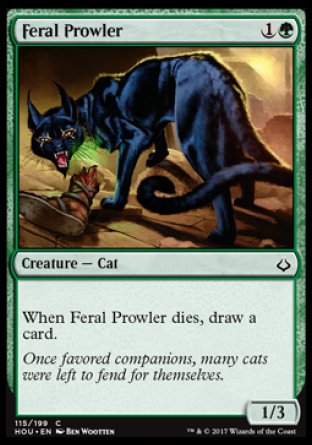 Feral Prowler 1
Creature — Cat
When Feral Prowler dies, draw a
card.
Once favored companions, many cats
were left to fend for themselves.
1/3
115/199 C
HOU • EN Ben Wootten ™ & © 2017 Wizards of the Coast